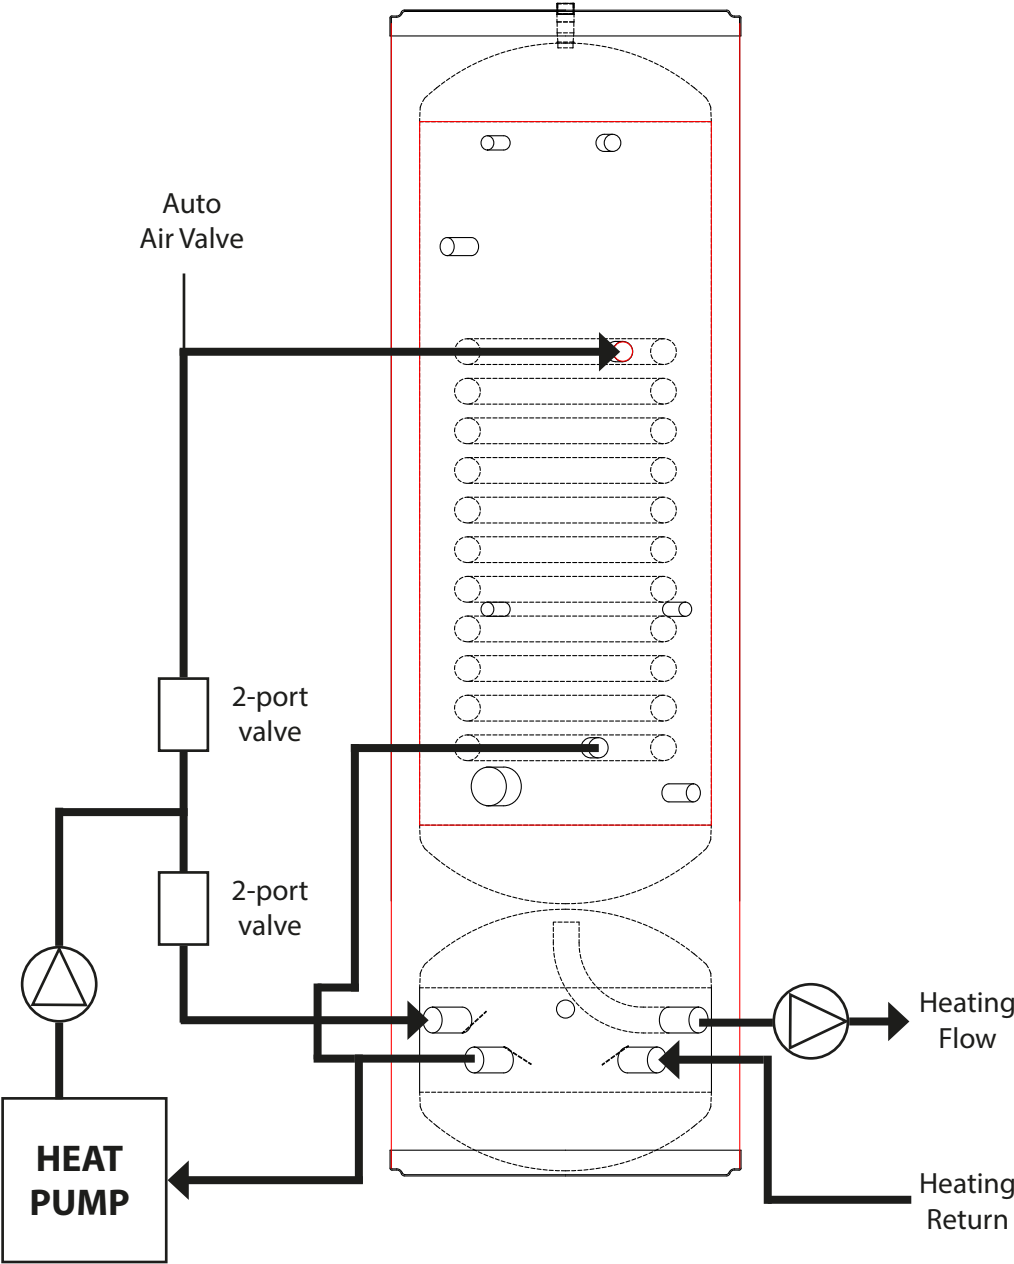 Auto
Air Valve
2-port
valve
2-port
valve
Heating
Flow
HEAT
PUMP
Heating
Return